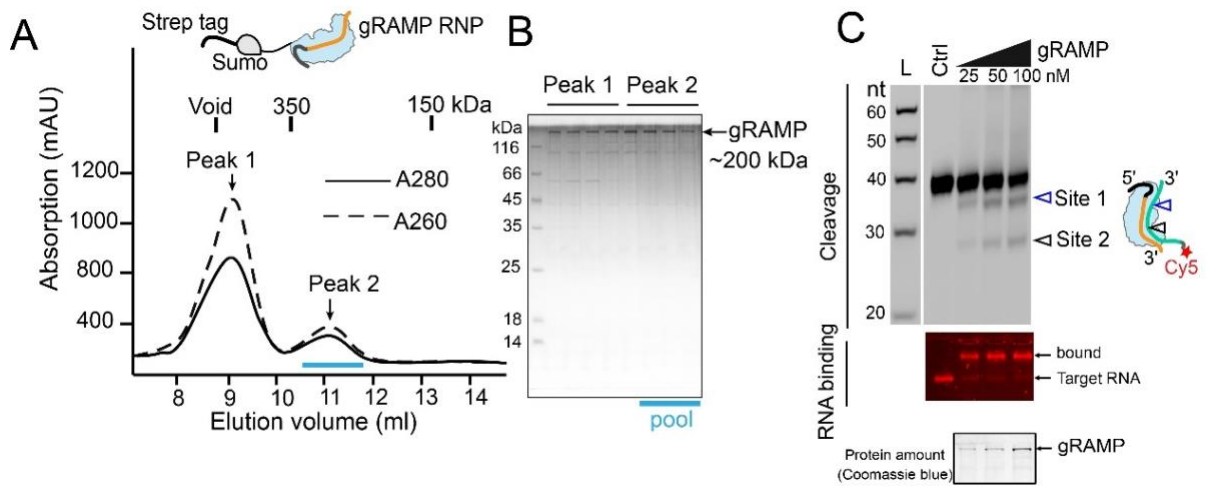 A
Strep tag
Sumo
gRAMP RNP
Void
350
150 kDa
Peak 1
A280
A260
Peak 2
Absorption (mAU)
1200
1000
800
400
8
9
10
11
12
13
14
Elution volume (ml)
B
Peak 1
Peak 2
kDa
116
66
45
35
25
18
14
gRAMP
~200 kDa
pool
C
L
Ctrl
gRAMP
25
50
100 nM
nt
60
50
40
30
20
Cleavage
Site 1
Site 2
5'
3'
3'
Cy5
RNA binding
bound
Target RNA
Protein amount
(Coomassie blue)
gRAMP